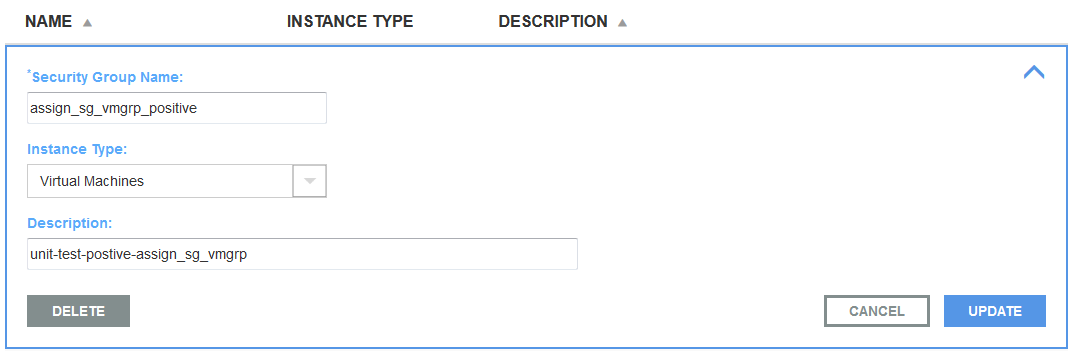 NAME INSTANCE TYPE DESCRIPTION
*Security Group Name:
assign_sg_vmgrp_positive
Instance Type:
Virtual Machines
Description:
unit-test-postive-assign_sg_vmgrp
DELETE CANCEL UPDATE